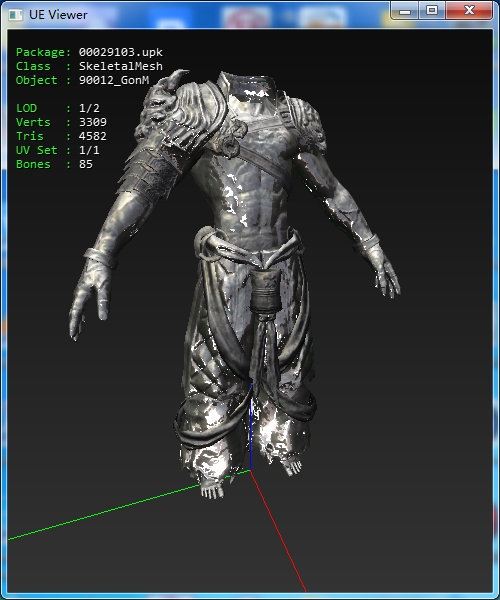 UE Viewer
Package: 00029103.upk
Class : SkeletalMesh
Object : 90012_GonM
LOD : 1/2
Verts : 3309
Tris : 4582
UV Set : 1/1
Bones : 85